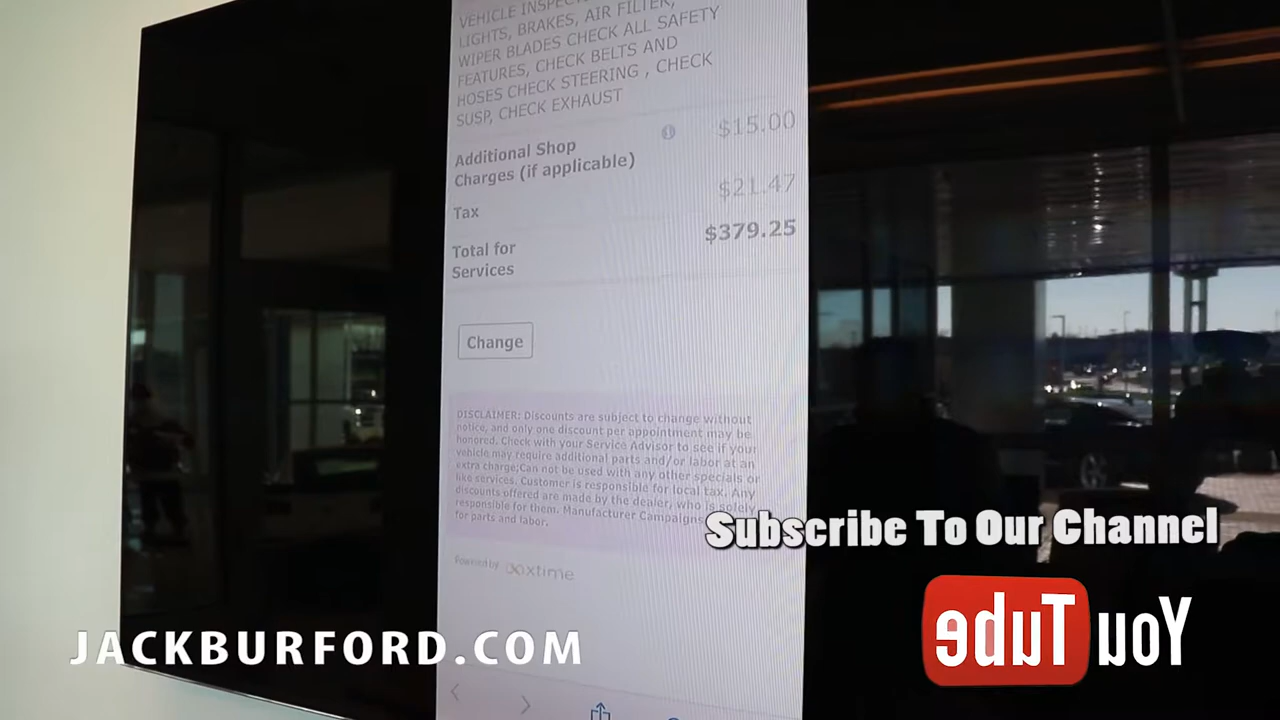 VEHICLE
LIGHTS, BRAKES, AIR FILTER,
WIPER BLADES CHECK ALL SAFETY
FEATURES, CHECK BELTS AND
HOSES CHECK STEERING , CHECK
SUSP, CHECK EXHAUST
Additional Shop
Charges (if applicable)
$15.00
Tax
$21.47
Total for
Services
$379.25
Change
DISCLAIMER: Discounts are subject to change without
notice, and only one discount per appointment may be
honored. Check with your Service Advisor to see if your
vehicle may require additional parts and/or labor at an
extra charge;Can not be used with any other specials or
like services. Customer is responsible for local tax. Any
discounts offered are made by the dealer, who is solely
responsible for them. Manufacturer Campaigns
for parts and labor.
Powered by xtime
Subscribe To Our Channel
YouTube
JACKBURFORD.COM